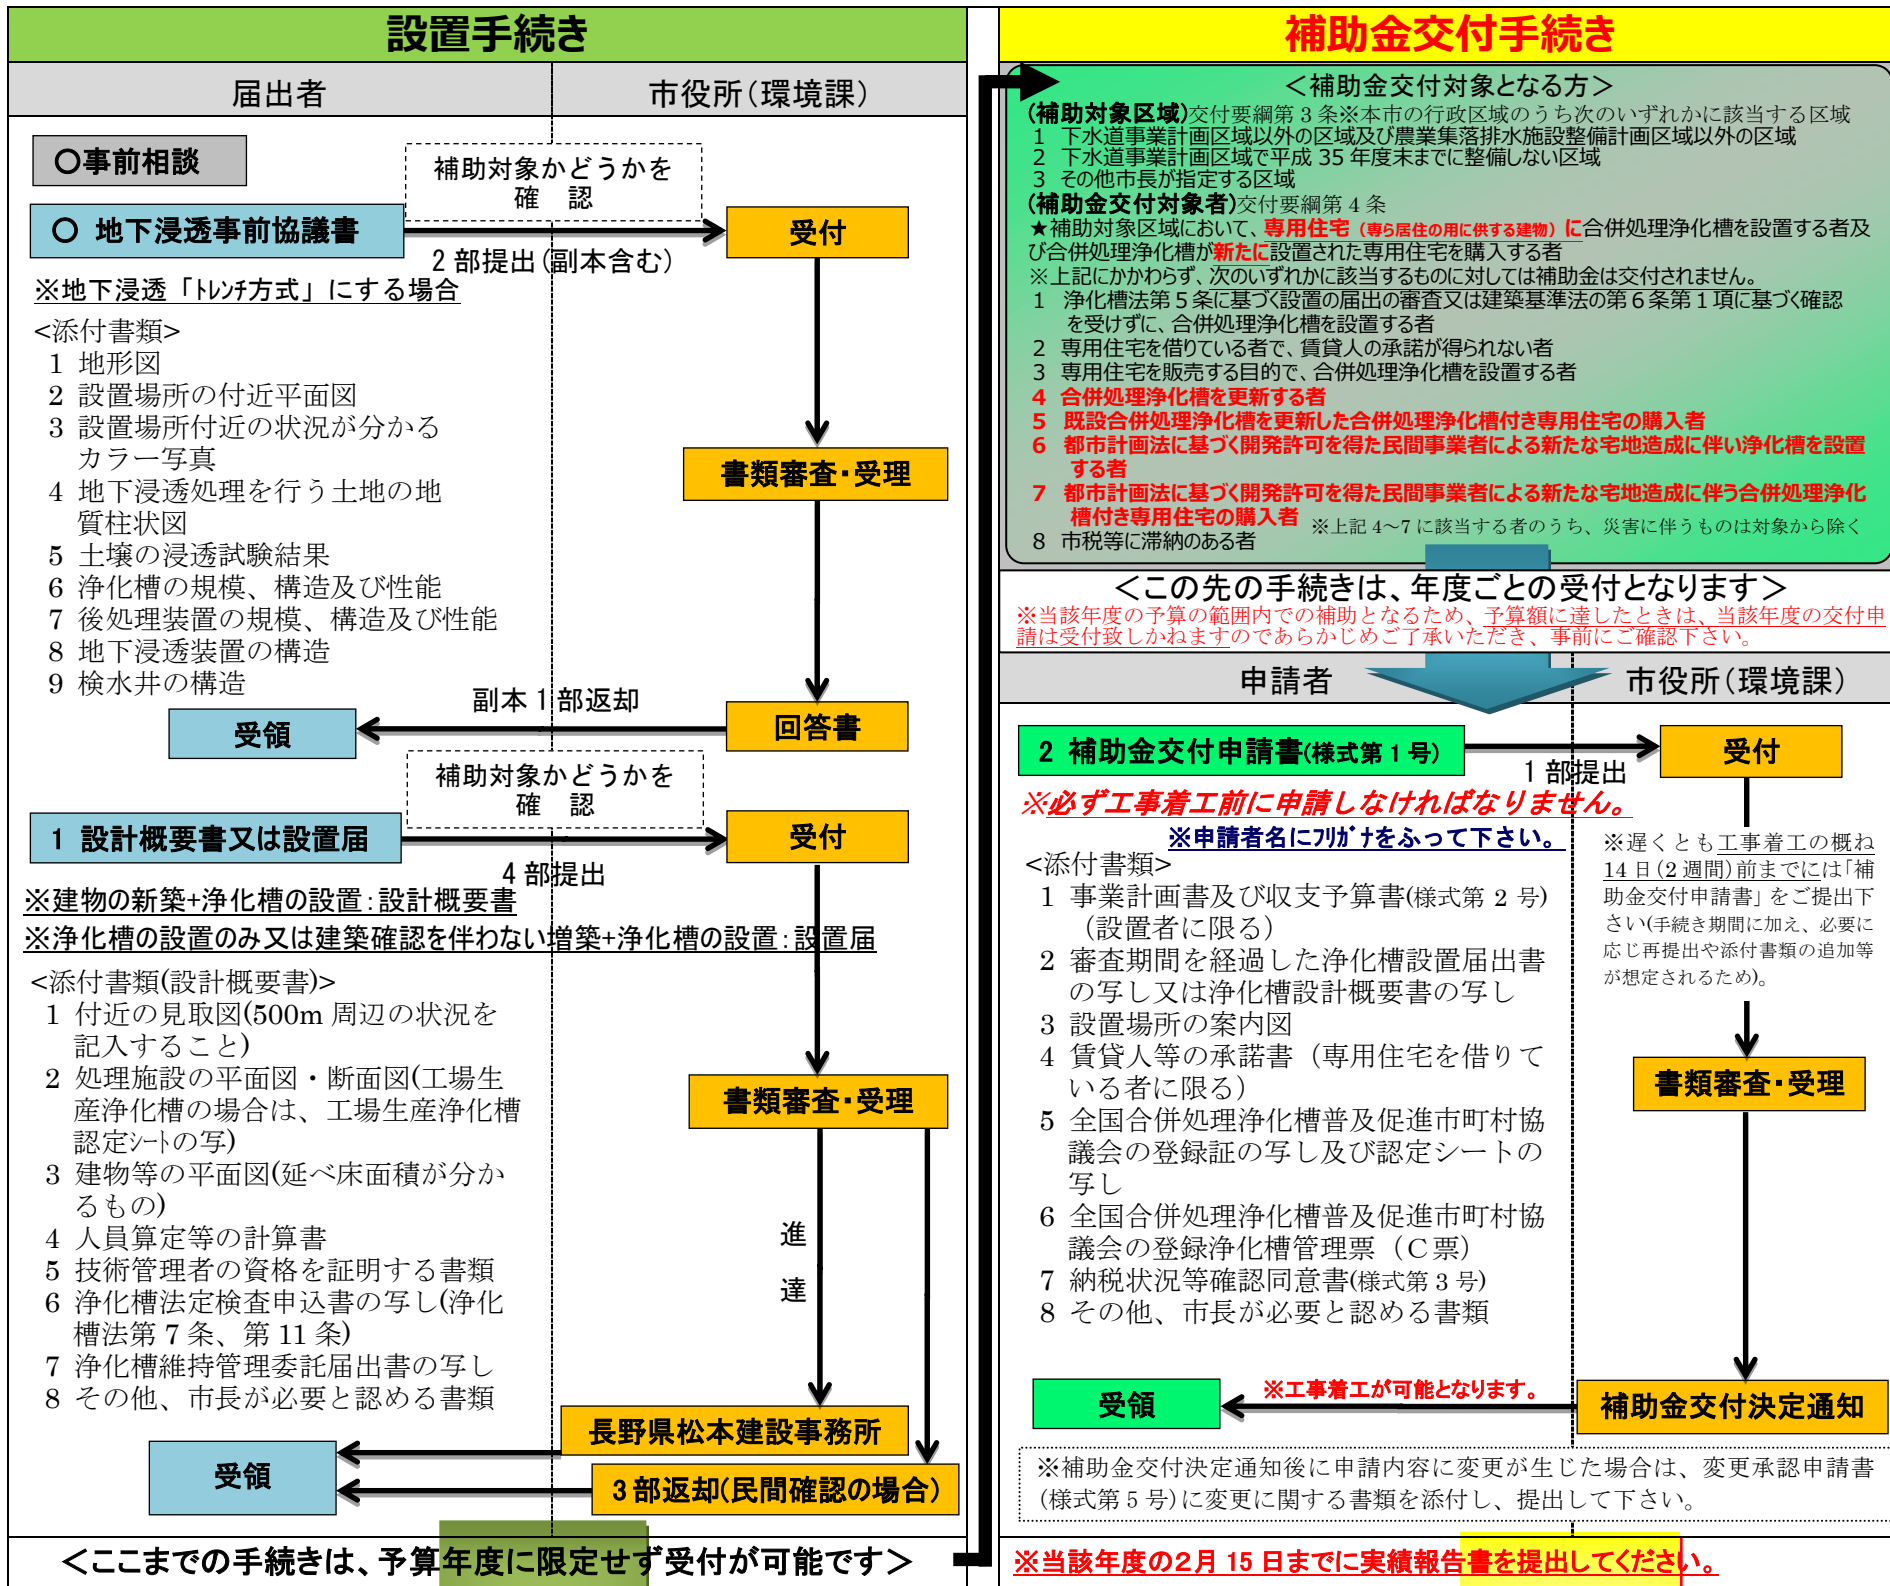 設置手続き
届出者
市役所(環境課)
〇事前相談
補助対象かどうかを
確 認
〇 地下浸透事前協議書
受付
2 部提出(副本含む)
※地下浸透「トレンチ方式」にする場合
<添付書類>
1 地形図
2 設置場所の付近平面図
3 設置場所付近の状況が分かる
カラー写真
4 地下浸透処理を行う土地の地
質柱状図
5 土壌の浸透試験結果
6 浄化槽の規模、構造及び性能
7 後処理装置の規模、構造及び性能
8 地下浸透装置の構造
9 検水井の構造
書類審査・受理
副本 1 部返却
受領
回答書
補助対象かどうかを
確 認
1 設計概要書又は設置届
受付
4 部提出
※建物の新築+浄化槽の設置:設計概要書
※浄化槽の設置のみ又は建築確認を伴わない増築+浄化槽の設置:設置届
<添付書類(設計概要書)>
1 付近の見取図(500m 周辺の状況を
記入すること)
2 処理施設の平面図・断面図(工場生
産浄化槽の場合は、工場生産浄化槽
認定シートの写)
3 建物等の平面図(延べ床面積が分か
るもの)
4 人員算定等の計算書
5 技術管理者の資格を証明する書類
6 浄化槽法定検査申込書の写し(浄化
槽法第 7 条、第 11 条)
7 浄化槽維持管理委託届出書の写し
8 その他、市長が必要と認める書類
書類審査・受理
進
達
長野県松本建設事務所
受領
3 部返却(民間確認の場合)
<ここまでの手続きは、予算年度に限定せず受付が可能です>
補助金交付手続き
<補助金交付対象となる方>
(補助対象区域)交付要綱第 3 条※本市の行政区域のうち次のいずれかに該当する区域
1 下水道事業計画区域以外の区域及び農業集落排水施設整備計画区域以外の区域
2 下水道事業計画区域で平成 35 年度末までに整備しない区域
3 その他市長が指定する区域
(補助金交付対象者)交付要綱第 4 条
★補助対象区域において、専用住宅(専ら居住の用に供する建物)に合併処理浄化槽を設置する者及
び合併処理浄化槽が新たに設置された専用住宅を購入する者
※上記にかかわらず、次のいずれかに該当するものに対しては補助金は交付されません。
1 浄化槽法第 5 条に基づく設置の届出の審査又は建築基準法の第 6 条第 1 項に基づく確認
を受けずに、合併処理浄化槽を設置する者
2 専用住宅を借りている者で、賃貸人の承諾が得られない者
3 専用住宅を販売する目的で、合併処理浄化槽を設置する者
4 合併処理浄化槽を更新する者
5 既設合併処理浄化槽を更新した合併処理浄化槽付き専用住宅の購入者
6 都市計画法に基づく開発許可を得た民間事業者による新たな宅地造成に伴い浄化槽を設置
する者
7 都市計画法に基づく開発許可を得た民間事業者による新たな宅地造成に伴う合併処理浄化
槽付き専用住宅の購入者 ※上記 4～7 に該当する者のうち、災害に伴うものは対象から除く
8 市税等に滞納のある者
<この先の手続きは、年度ごとの受付となります>
※当該年度の予算の範囲内での補助となるため、予算額に達したときは、当該年度の交付申
請は受付致しかねますのであらかじめご了承いただき、事前にご確認下さい。
申請者
市役所(環境課)
2 補助金交付申請書(様式第 1 号)
1 部提出
受付
※必ず工事着工前に申請しなければなりません。
※申請者名にフリガナをふって下さい。
<添付書類>
1 事業計画書及び収支予算書(様式第 2 号)
(設置者に限る)
2 審査期間を経過した浄化槽設置届出書
の写し又は浄化槽設計概要書の写し
3 設置場所の案内図
4 賃貸人等の承諾書(専用住宅を借りて
いる者に限る)
5 全国合併処理浄化槽普及促進市町村協
議会の登録証の写し及び認定シートの
写し
6 全国合併処理浄化槽普及促進市町村協
議会の登録浄化槽管理票(C票)
7 納税状況等確認同意書(様式第 3 号)
8 その他、市長が必要と認める書類
※遅くとも工事着工の概ね
14 日(2 週間)前までには「補
助金交付申請書」をご提出下
さい(手続き期間に加え、必要に
応じ再提出や添付書類の追加等
が想定されるため)。
書類審査・受理
受領
※工事着工が可能となります。
補助金交付決定通知
※補助金交付決定通知後に申請内容に変更が生じた場合は、変更承認申請書
(様式第 5 号)に変更に関する書類を添付し、提出して下さい。
※当該年度の2月 15 日までに実績報告書を提出してください。